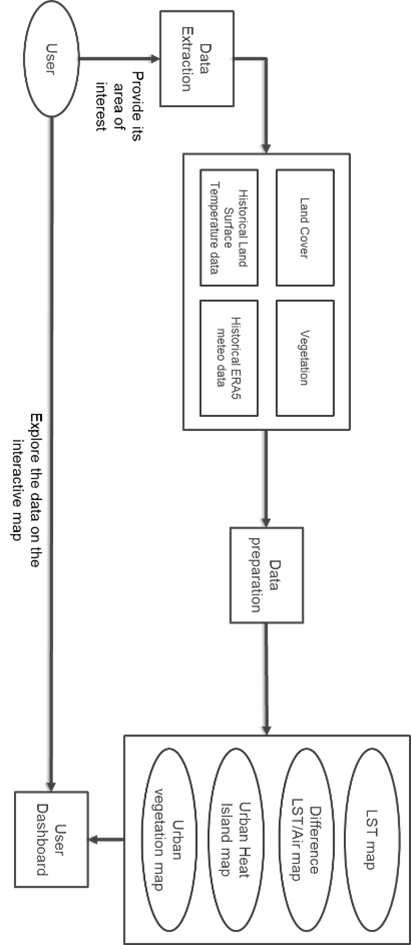 User
Provide its
area of
interest
Data
Extraction
Land Cover
Vegetation
Historical Land
Surface
Temperature data
Historical ERA5
meteo data
Data
preparation
LST map
Difference
LST/Air map
Urban Heat
Island map
Urban
vegetation map
Explore the data on the
interactive map
User
Dashboard